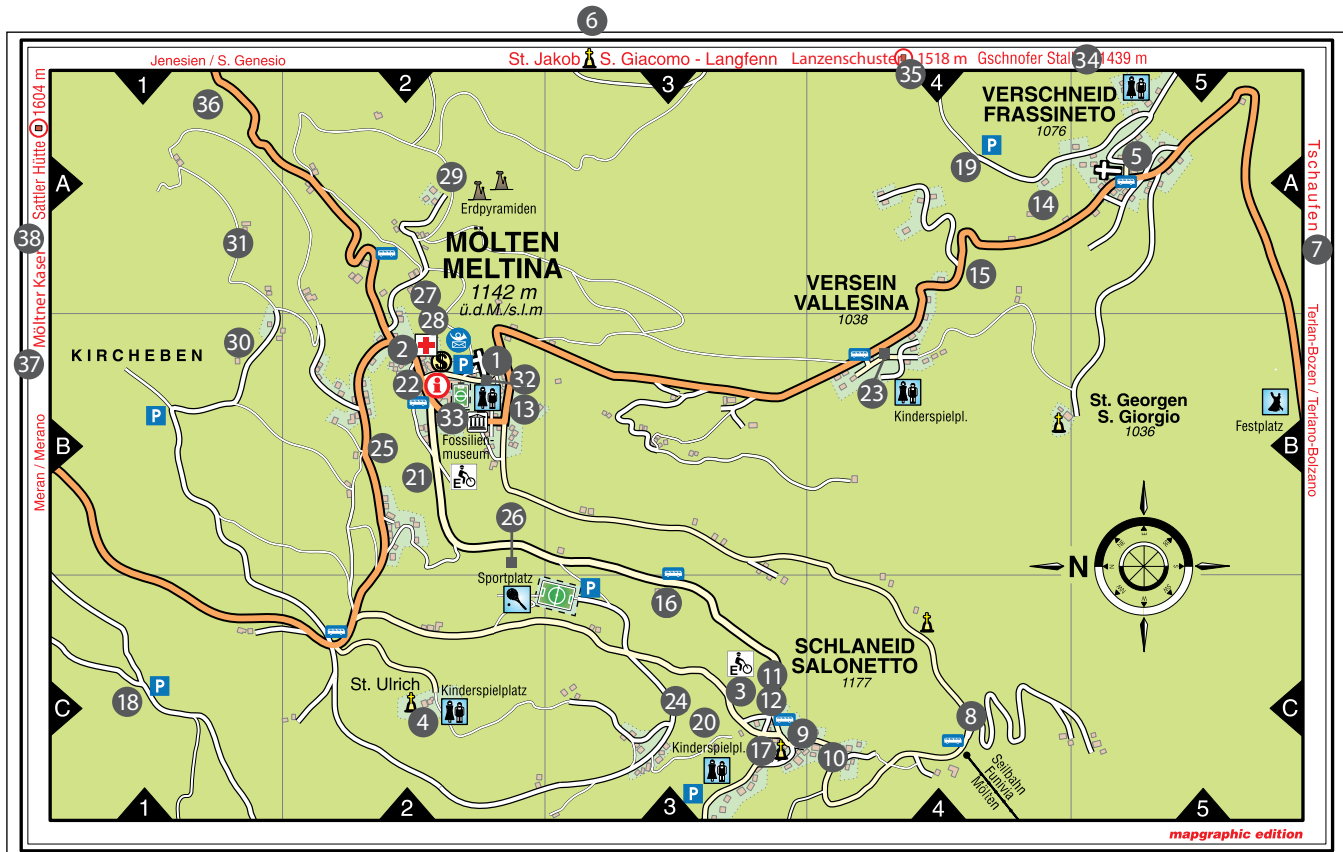 6
Jenesien / S. Genesio
St. Jakob S. Giacomo - Langfenn
Lanzenschuster 1518 m
Gschnofer Stall 1439 m
34
35
1
2
3
4
5
36
VERSCHNEID
FRASSINETO
1076
P
19
5
14
A
A
Sattler Hütte 1604 m
38
Möltner Kaser
37
Meran / Merano
Tschaufen
7
Terlan-Bozen / Terlano-Bolzano
29
Erdpyramiden
31
MÖLTEN
MELTINA
1142 m
ü.d.M./s.l.m
27
28
15
VERSEIN
VALLESINA
1038
30
KIRCHEBEN
2
$
P
1
22
i
32
33
13
Fossilien-
museum
23
Kinderspielpl.
P
St. Georgen
S. Giorgio
1036
Festplatz
B
B
25
21
E
26
Sportplatz
P
16
N
SCHLANEID
SALONETTO
1177
E
3
11
12
St. Ulrich
4
Kinderspielplatz
18
P
C
C
24
20
Kinderspielpl.
17
9
10
8
P
Seilbahn
Funivia
Mölten
1
2
3
4
5
mapgraphic edition